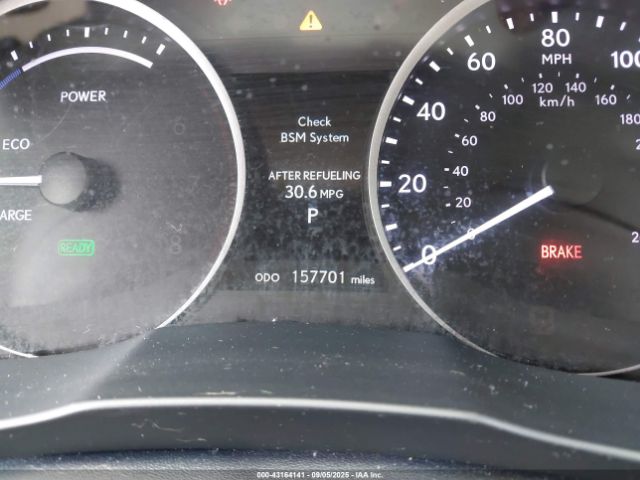 POWER
ECO
ARGE
READY
Check
BSM System
AFTER REFUELING
30.6 MPG
P
ODO 157701 miles
0 20 40 60 80 100
MPH
km/h
0 20 40 60 80 100 120 140 160 180
BRAKE
000-43164141 - 09/05/2025 - IAA Inc.